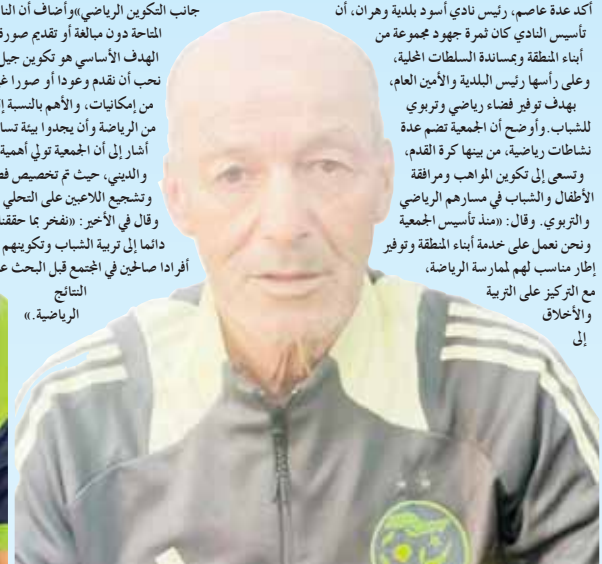 أكد عدة عاصم، رئيس نادي أسود بلدية وهران، أن
تأسيس النادي كان ثمرة جهود مجموعة من
أبناء المنطقة وبمساندة السلطات المحلية،
وعلى رأسها رئيس البلدية والأمين العام،
بهدف توفير فضاء رياضي وتربوي
للشباب. وأوضح أن الجمعية تضم عدة
نشاطات رياضية، من بينها كرة القدم،
وتسعى إلى تكوين المواهب ومرافقة
الأطفال والشباب في مسارهم الرياضي
والتربوي. وقال: «منذ تأسيس الجمعية
ونحن نعمل على خدمة أبناء المنطقة وتوفير
إطار مناسب لهم لممارسة الرياضة،
مع التركيز على التربية
والأخلاق
إلى
جانب التكوين الرياضي»وأضاف أن النا
المتاحة دون مبالغة أو تقديم صورة
الهدف الأساسي هو تكوين جيل
نحب أن نقدم وعودا أو صورا غ
من إمكانيات، والأهم بالنسبة إ
من الرياضة وأن يجدوا بيئة تسا
أشار إلى أن الجمعية تولي أهمية
والديني، حيث تم تخصيص فض
وتشجيع اللاعبين على التحلي
وقال في الأخير: «نفخر بما حققنا
دائما إلى تربية الشباب وتكوينهم
أفرادا صالحين في المجتمع قبل البحث ع
النتائج
الرياضية.»